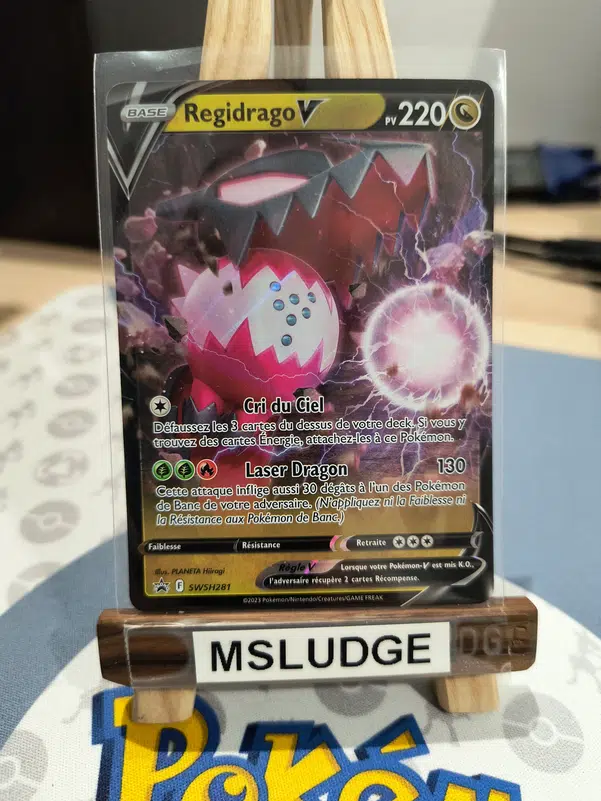 BASE Regidrago V PV 220
Cri du Ciel
Défaussez les 3 cartes du dessus de votre deck. Si vous y
trouvez des cartes Énergie, attachez-les à ce Pokémon.
Laser Dragon 130
Cette attaque inflige aussi 30 dégâts à l'un des Pokémon
de Banc de votre adversaire. (N'appliquez ni la Faiblesse ni
la Résistance aux Pokémon de Banc.)
Faiblesse Résistance Retraite
Illus. PLANETA Hiiragi
Règle V Lorsque votre Pokémon-V est mis K.O.,
l'adversaire récupère 2 cartes Récompense.
F SWSH281
©2023 Pokémon/Nintendo/Creatures/GAME FREAK
MSLUDGE
Pokém